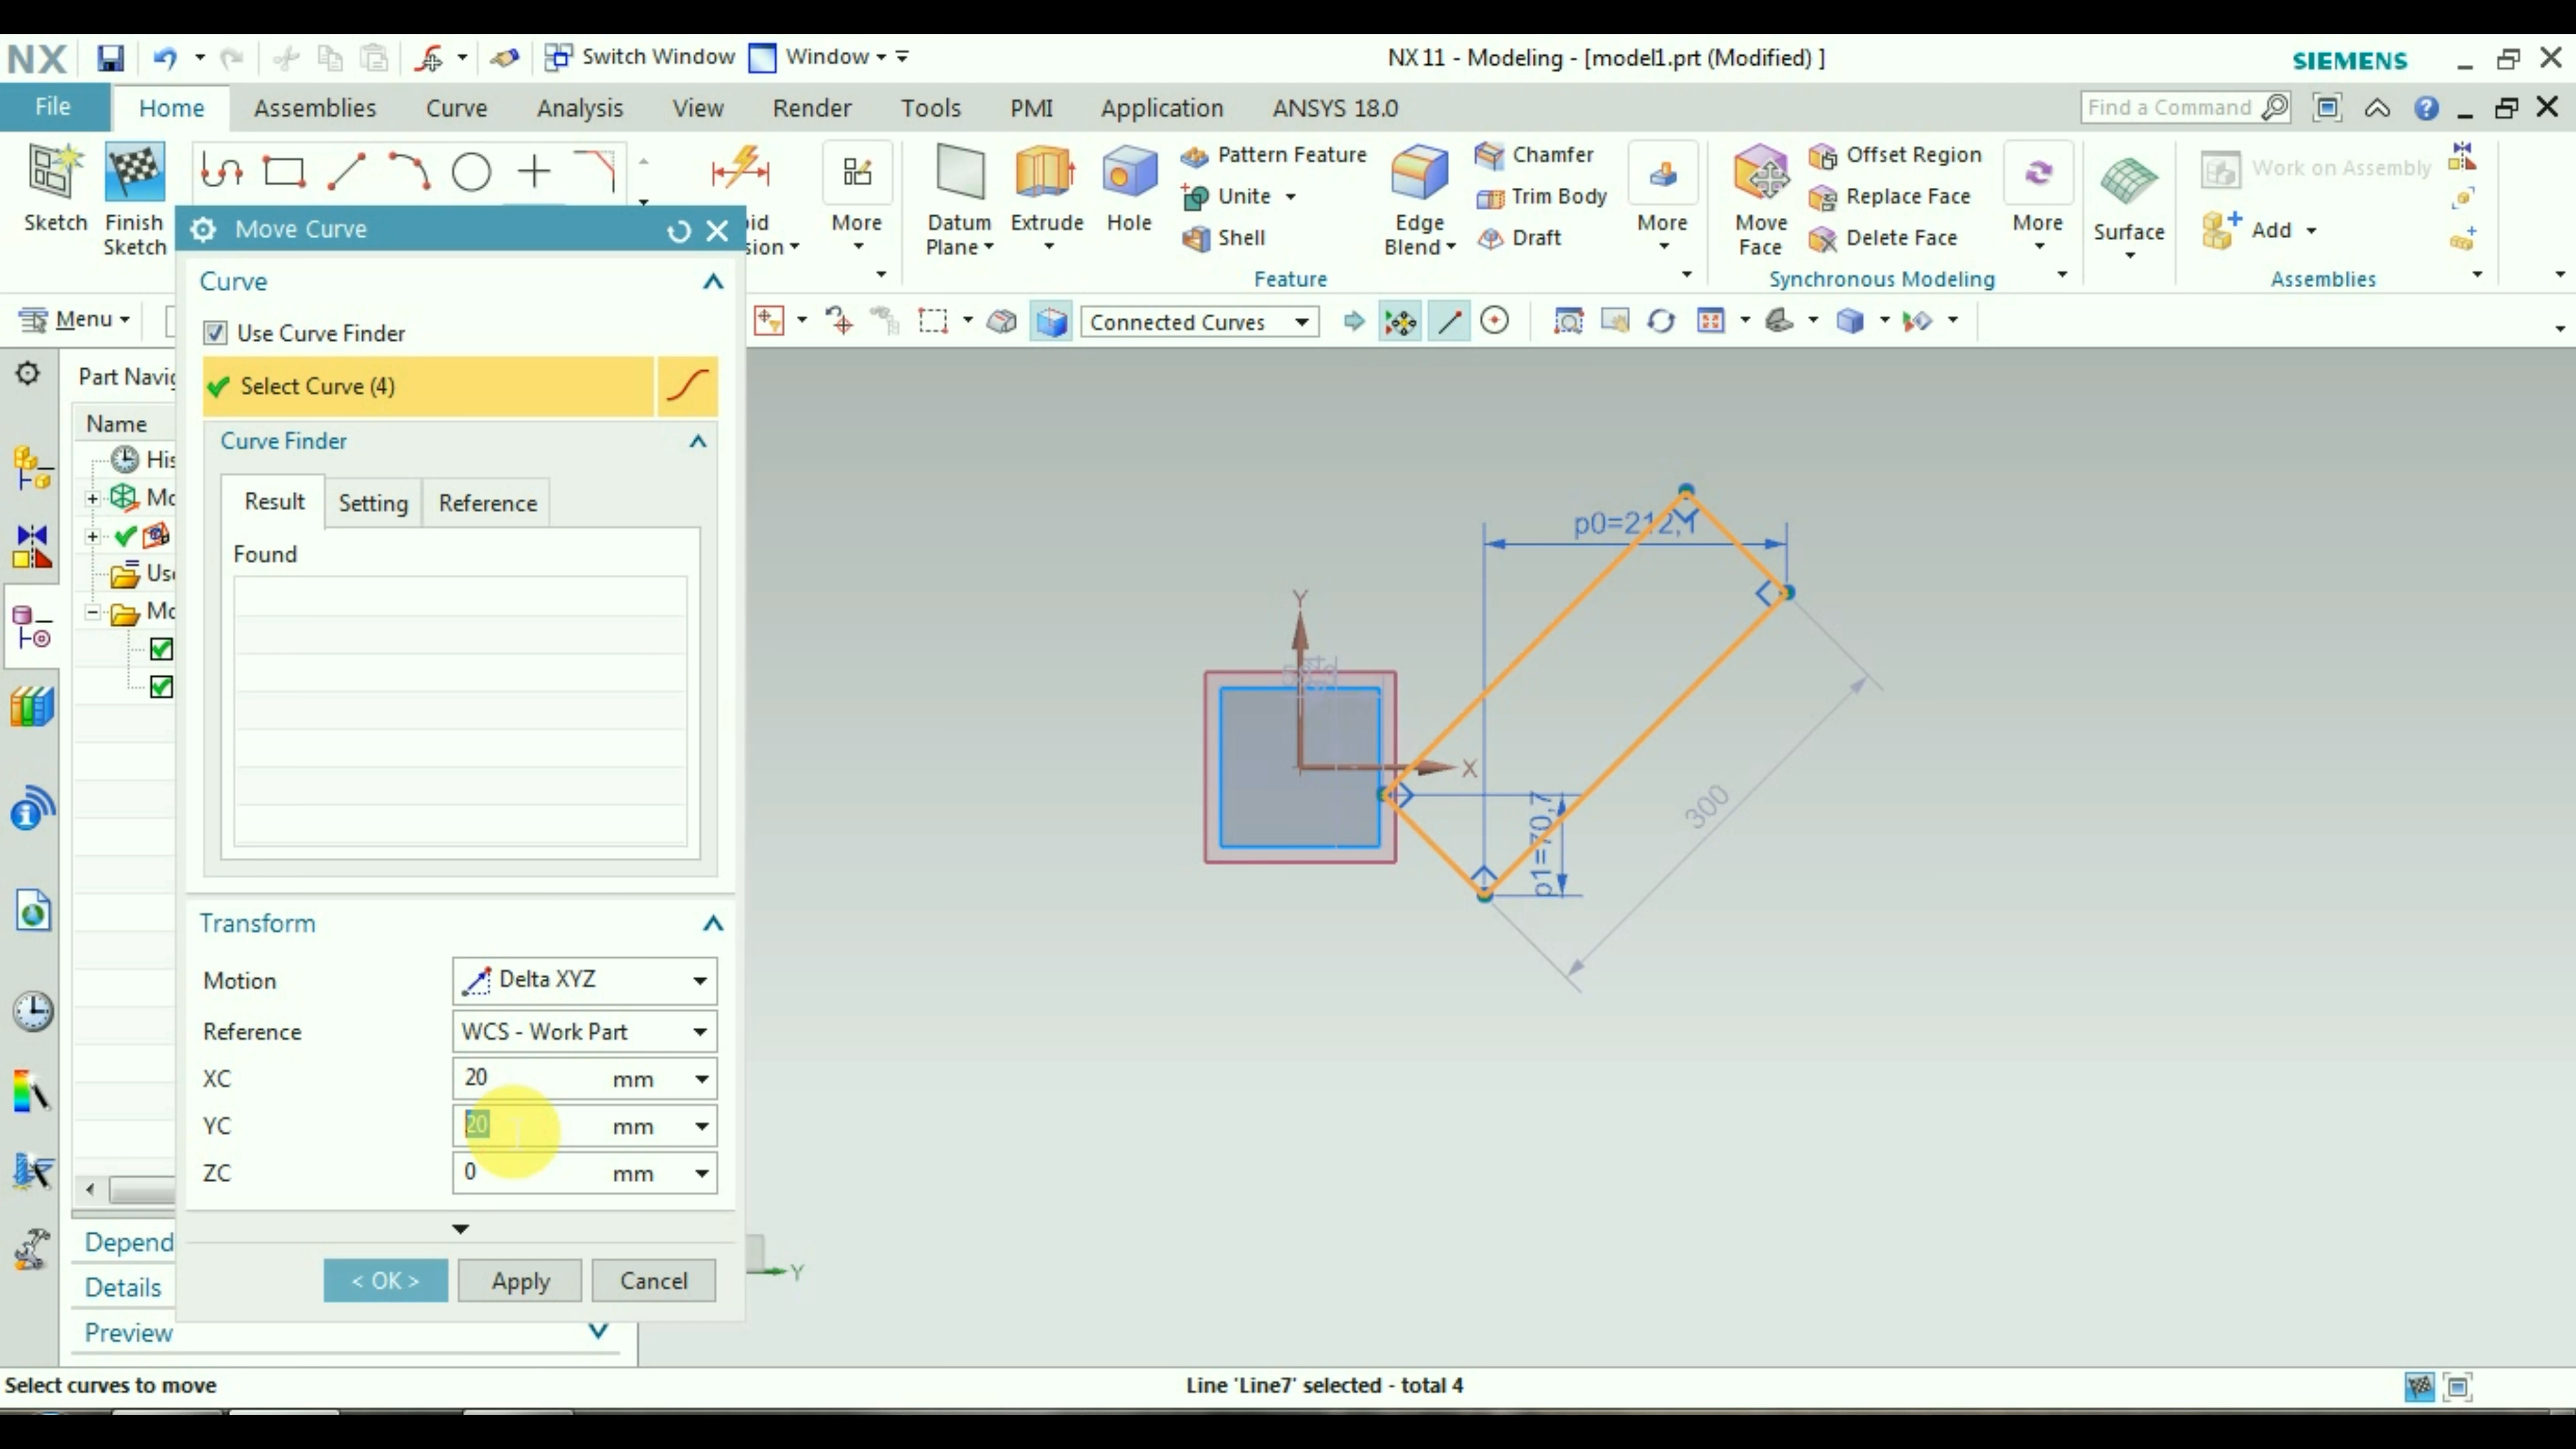 NX Switch Window Window NX 11 - Modeling - [model1.prt (Modified) ] SIEMENS
File Home Assemblies Curve Analysis View Render Tools PMI Application ANSYS 18.0 Find a Command
Sketch Finish Sketch More Datum Plane Extrude Hole Pattern Feature Unite Shell Edge Blend Chamfer Trim Body Draft More Move Face Offset Region Replace Face Delete Face More Surface Work on Assembly Add
Feature Synchronous Modeling Assemblies
Menu Connected Curves
Move Curve
Curve
Use Curve Finder
Select Curve (4)
Curve Finder
Result Setting Reference
Found
Transform
Motion Delta XYZ
Reference WCS - Work Part
XC 20 mm
YC 20 mm
ZC 0 mm
< OK > Apply Cancel
Part Navig
Name
His
Mo
Use
Mo
Depend
Details
Preview
p0=212,1
Y
X
p1=70,7
300
Y
Select curves to move Line 'Line7' selected - total 4